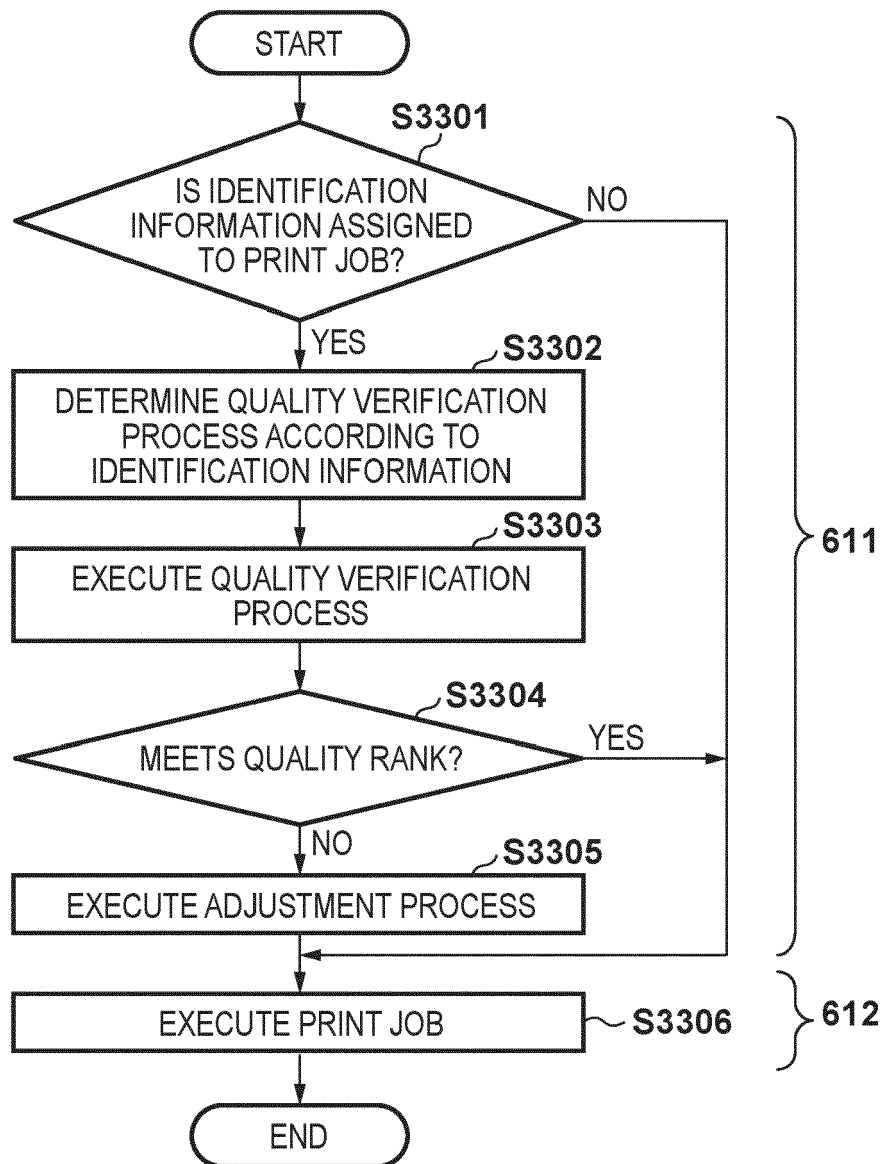 START
S3301
IS IDENTIFICATION
INFORMATION ASSIGNED
TO PRINT JOB?
NO
YES
S3302
DETERMINE QUALITY VERIFICATION
PROCESS ACCORDING TO
IDENTIFICATION INFORMATION
S3303
EXECUTE QUALITY VERIFICATION
PROCESS
611
S3304
MEETS QUALITY RANK?
YES
NO
S3305
EXECUTE ADJUSTMENT PROCESS
EXECUTE PRINT JOB
S3306
612
END